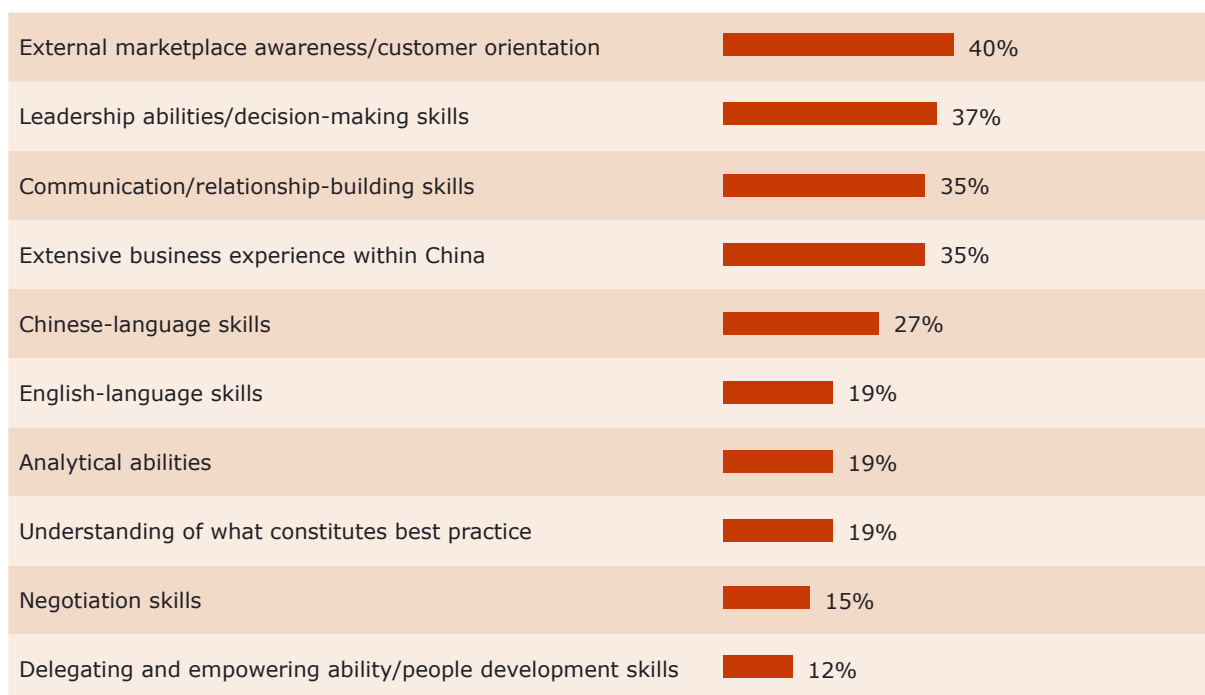 External marketplace awareness/customer orientation 40%
Leadership abilities/decision-making skills 37%
Communication/relationship-building skills 35%
Extensive business experience within China 35%
Chinese-language skills 27%
English-language skills 19%
Analytical abilities 19%
Understanding of what constitutes best practice 19%
Negotiation skills 15%
Delegating and empowering ability/people development skills 12%